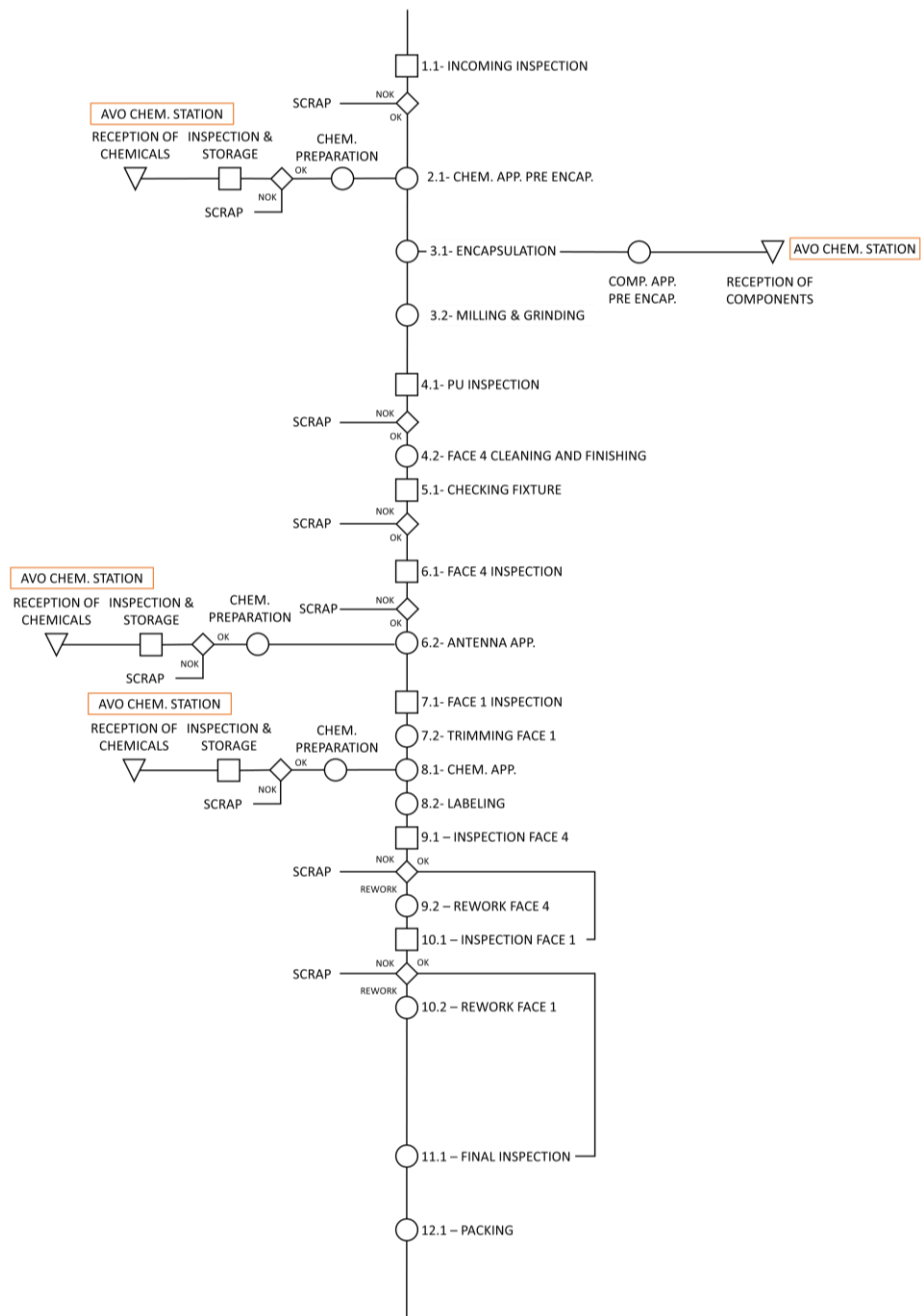 1.1- INCOMING INSPECTION
NOK
SCRAP
OK
AVO CHEM. STATION
RECEPTION OF
CHEMICALS
INSPECTION &
STORAGE
CHEM.
PREPARATION
OK
NOK
SCRAP
2.1- CHEM. APP. PRE ENCAP.
3.1- ENCAPSULATION
AVO CHEM. STATION
COMP. APP.
PRE ENCAP.
RECEPTION OF
COMPONENTS
3.2- MILLING & GRINDING
4.1- PU INSPECTION
NOK
SCRAP
OK
4.2- FACE 4 CLEANING AND FINISHING
5.1- CHECKING FIXTURE
NOK
SCRAP
OK
6.1- FACE 4 INSPECTION
AVO CHEM. STATION
RECEPTION OF
CHEMICALS
INSPECTION &
STORAGE
CHEM.
PREPARATION
NOK
SCRAP
OK
OK
NOK
SCRAP
6.2- ANTENNA APP.
7.1- FACE 1 INSPECTION
AVO CHEM. STATION
RECEPTION OF
CHEMICALS
INSPECTION &
STORAGE
CHEM.
PREPARATION
7.2- TRIMMING FACE 1
OK
NOK
SCRAP
8.1- CHEM. APP.
8.2- LABELING
9.1 – INSPECTION FACE 4
NOK
OK
SCRAP
REWORK
9.2 – REWORK FACE 4
10.1 – INSPECTION FACE 1
NOK
OK
SCRAP
REWORK
10.2 – REWORK FACE 1
11.1 – FINAL INSPECTION
12.1 – PACKING